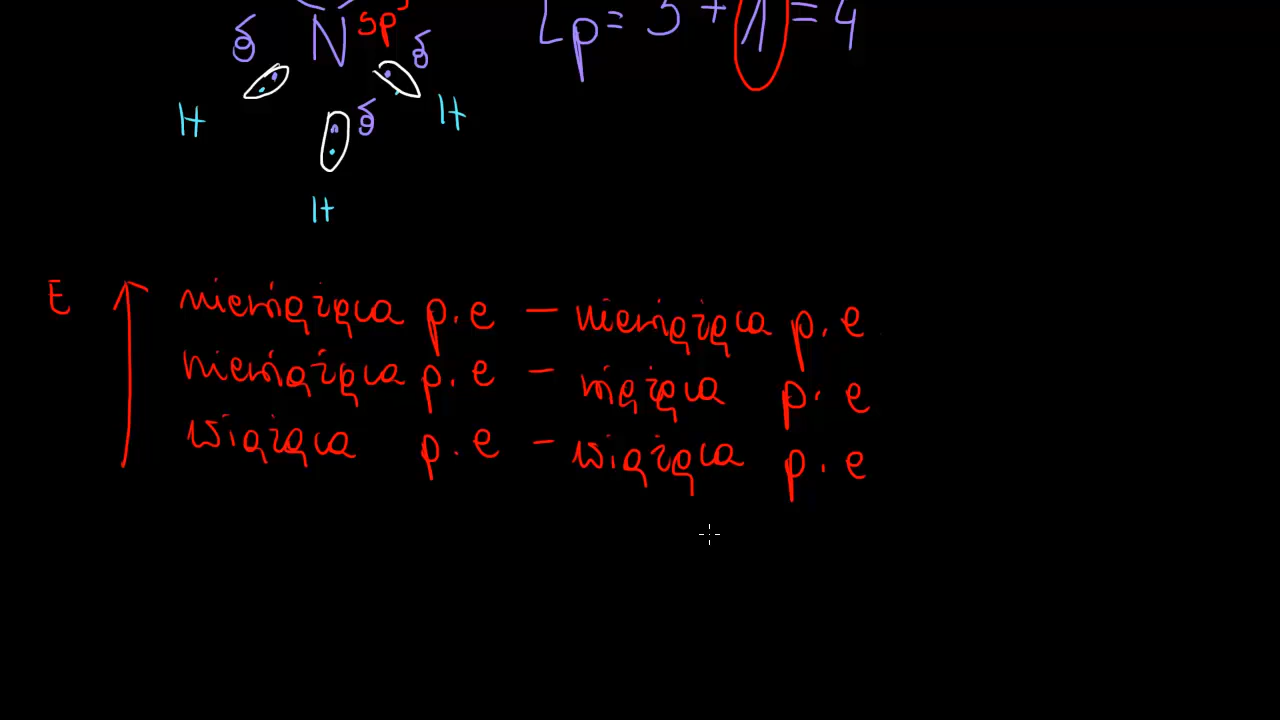 N sp³ Lp = 3 + 1 = 4
δ δ
H δ H
H
E niewiążąca p.e – niewiążąca p.e
niewiążąca p.e – wiążąca p.e
wiążąca p.e – wiążąca p.e